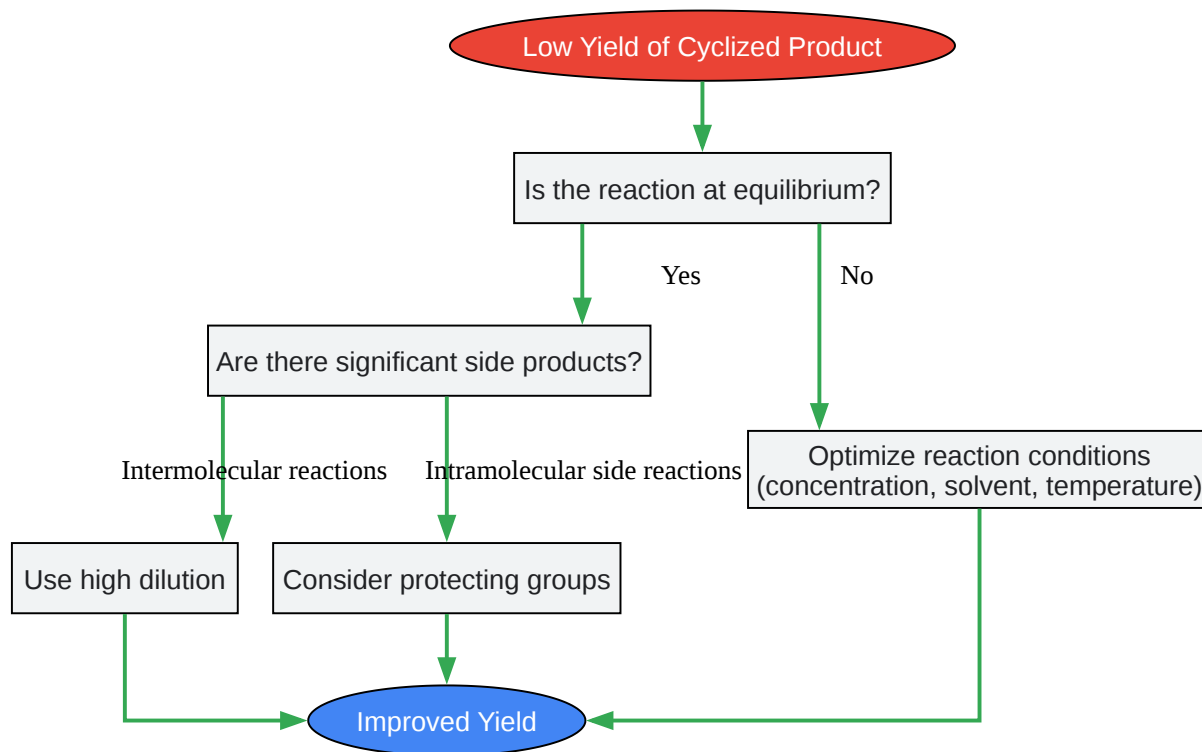 Low Yield of Cyclized Product
Is the reaction at equilibrium?
Yes
No
Are there significant side products?
Intermolecular reactions
Intramolecular side reactions
Optimize reaction conditions
(concentration, solvent, temperature)
Use high dilution
Consider protecting groups
Improved Yield